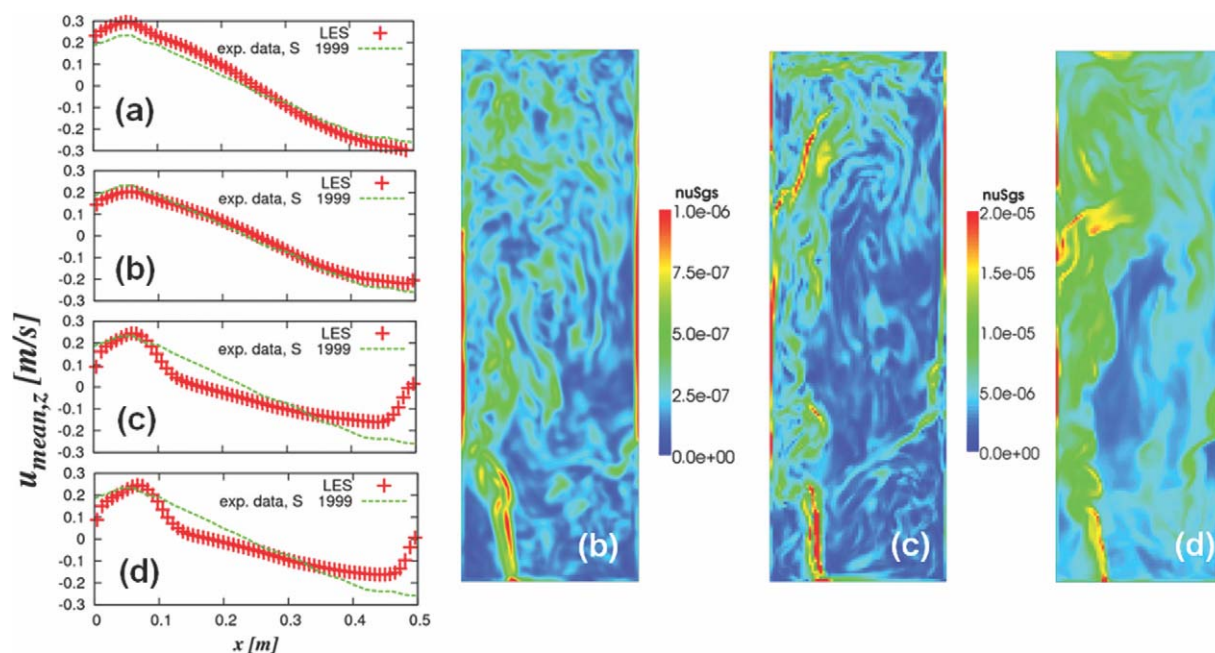 0.3
0.2
0.1
0
-0.1
-0.2
-0.3
LES
exp. data, S 1999
(a)
0.3
0.2
0.1
0
-0.1
-0.2
-0.3
LES
exp. data, S 1999
(b)
0.3
0.2
0.1
0
-0.1
-0.2
-0.3
LES
exp. data, S 1999
(c)
0.3
0.2
0.1
0
-0.1
-0.2
-0.3
LES
exp. data, S 1999
(d)
0 0.1 0.2 0.3 0.4 0.5
x [m]
u mean,z [m/s]
(b)
nuSgs
1.0e-06
7.5e-07
5.0e-07
2.5e-07
0.0e+00
(c)
nuSgs
2.0e-05
1.5e-05
1.0e-05
5.0e-06
0.0e+00
(d)